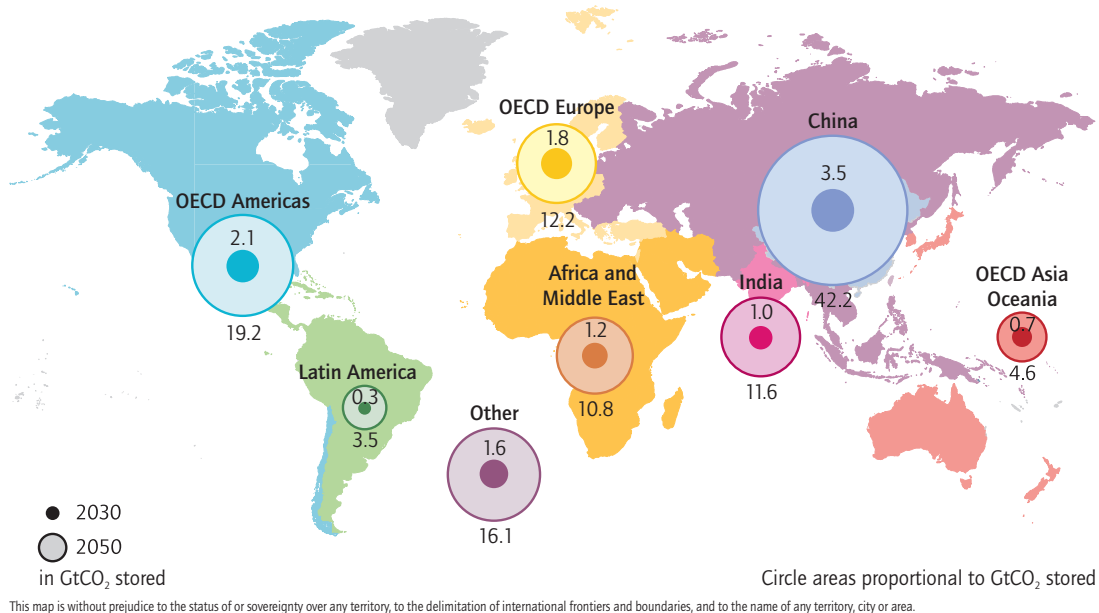 OECD Europe
1.8
12.2
China
3.5
42.2
OECD Americas
2.1
19.2
Africa and
Middle East
1.2
10.8
India
1.0
11.6
OECD Asia
Oceania
0.7
4.6
Latin America
0.3
3.5
Other
1.6
16.1
2030
2050
in GtCO₂ stored
Circle areas proportional to GtCO₂ stored
This map is without prejudice to the status of or sovereignty over any territory, to the delimitation of international frontiers and boundaries, and to the name of any territory, city or area.